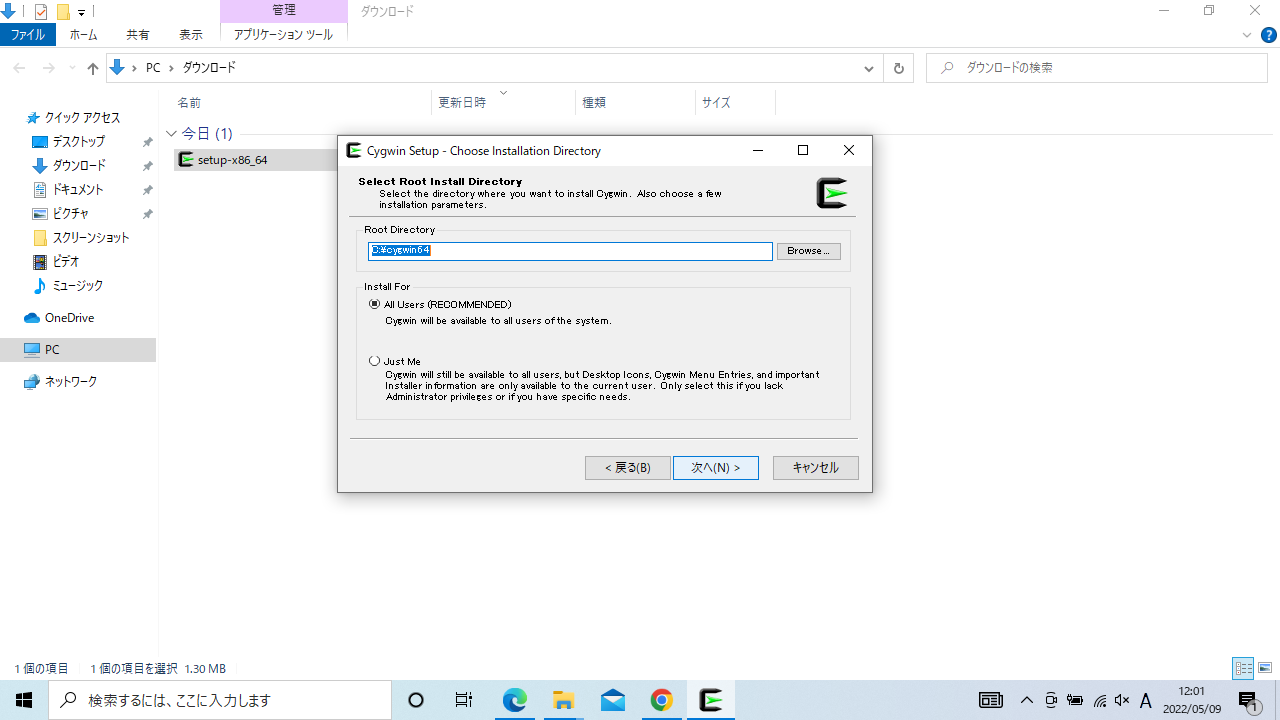 管理
ダウンロード
ファイル
ホーム
共有
表示
アプリケーション ツール
PC
ダウンロード
ダウンロードの検索
クイック アクセス
デスクトップ
ダウンロード
ドキュメント
ピクチャ
スクリーンショット
ビデオ
ミュージック
OneDrive
PC
ネットワーク
名前
更新日時
種類
サイズ
今日 (1)
setup-x86_64
Cygwin Setup - Choose Installation Directory
Select Root Install Directory
Select the directory where you want to install Cygwin. Also choose a few
installation parameters.
Root Directory
C:¥cygwin64
Browse...
Install For
All Users (RECOMMENDED)
Cygwin will be available to all users of the system.
Just Me
Cygwin will still be available to all users, but Desktop Icons, Cygwin Menu Entries, and important
Installer information are only available to the current user. Only select this if you lack
Administrator privileges or if you have specific needs.
< 戻る(B)
次へ(N) >
キャンセル
1 個の項目
1 個の項目を選択 1.30 MB
検索するには、ここに入力します
A
12:01
2022/05/09
1